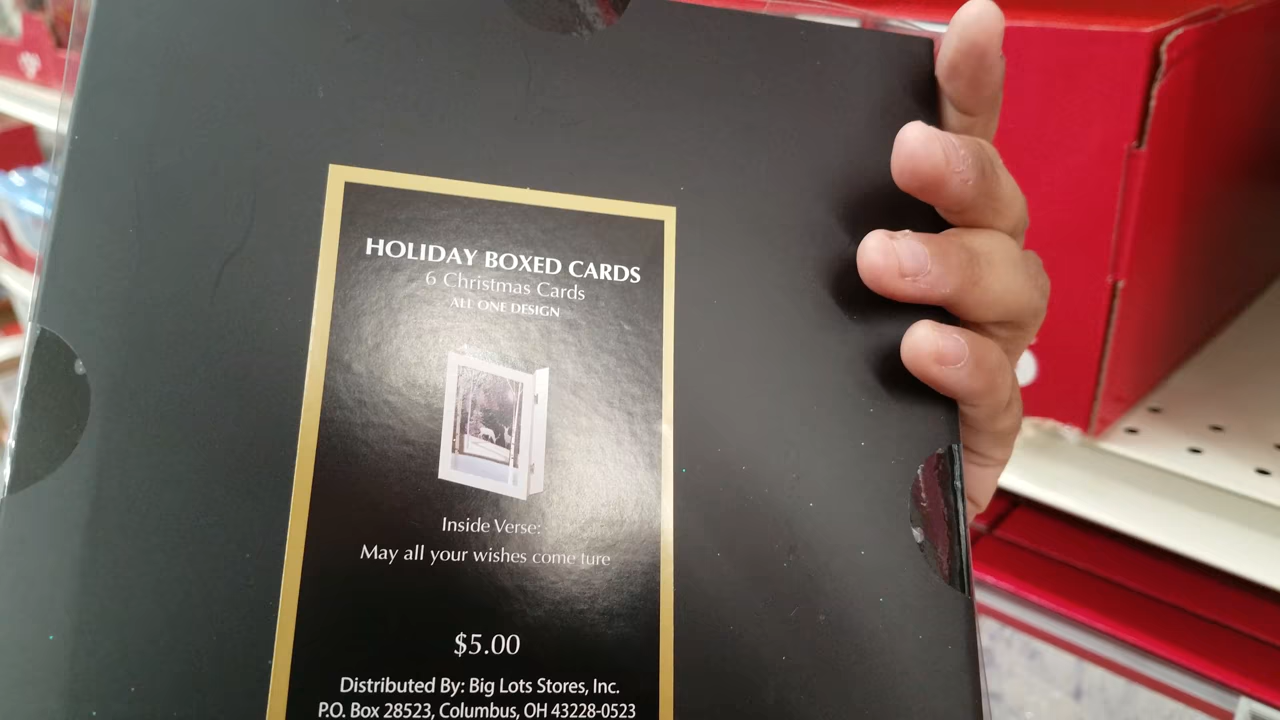 HOLIDAY BOXED CARDS
6 Christmas Cards
ALL ONE DESIGN
Inside Verse:
May all your wishes come ture
$5.00
Distributed By: Big Lots Stores, Inc.
P.O. Box 28523, Columbus, OH 43228-0523